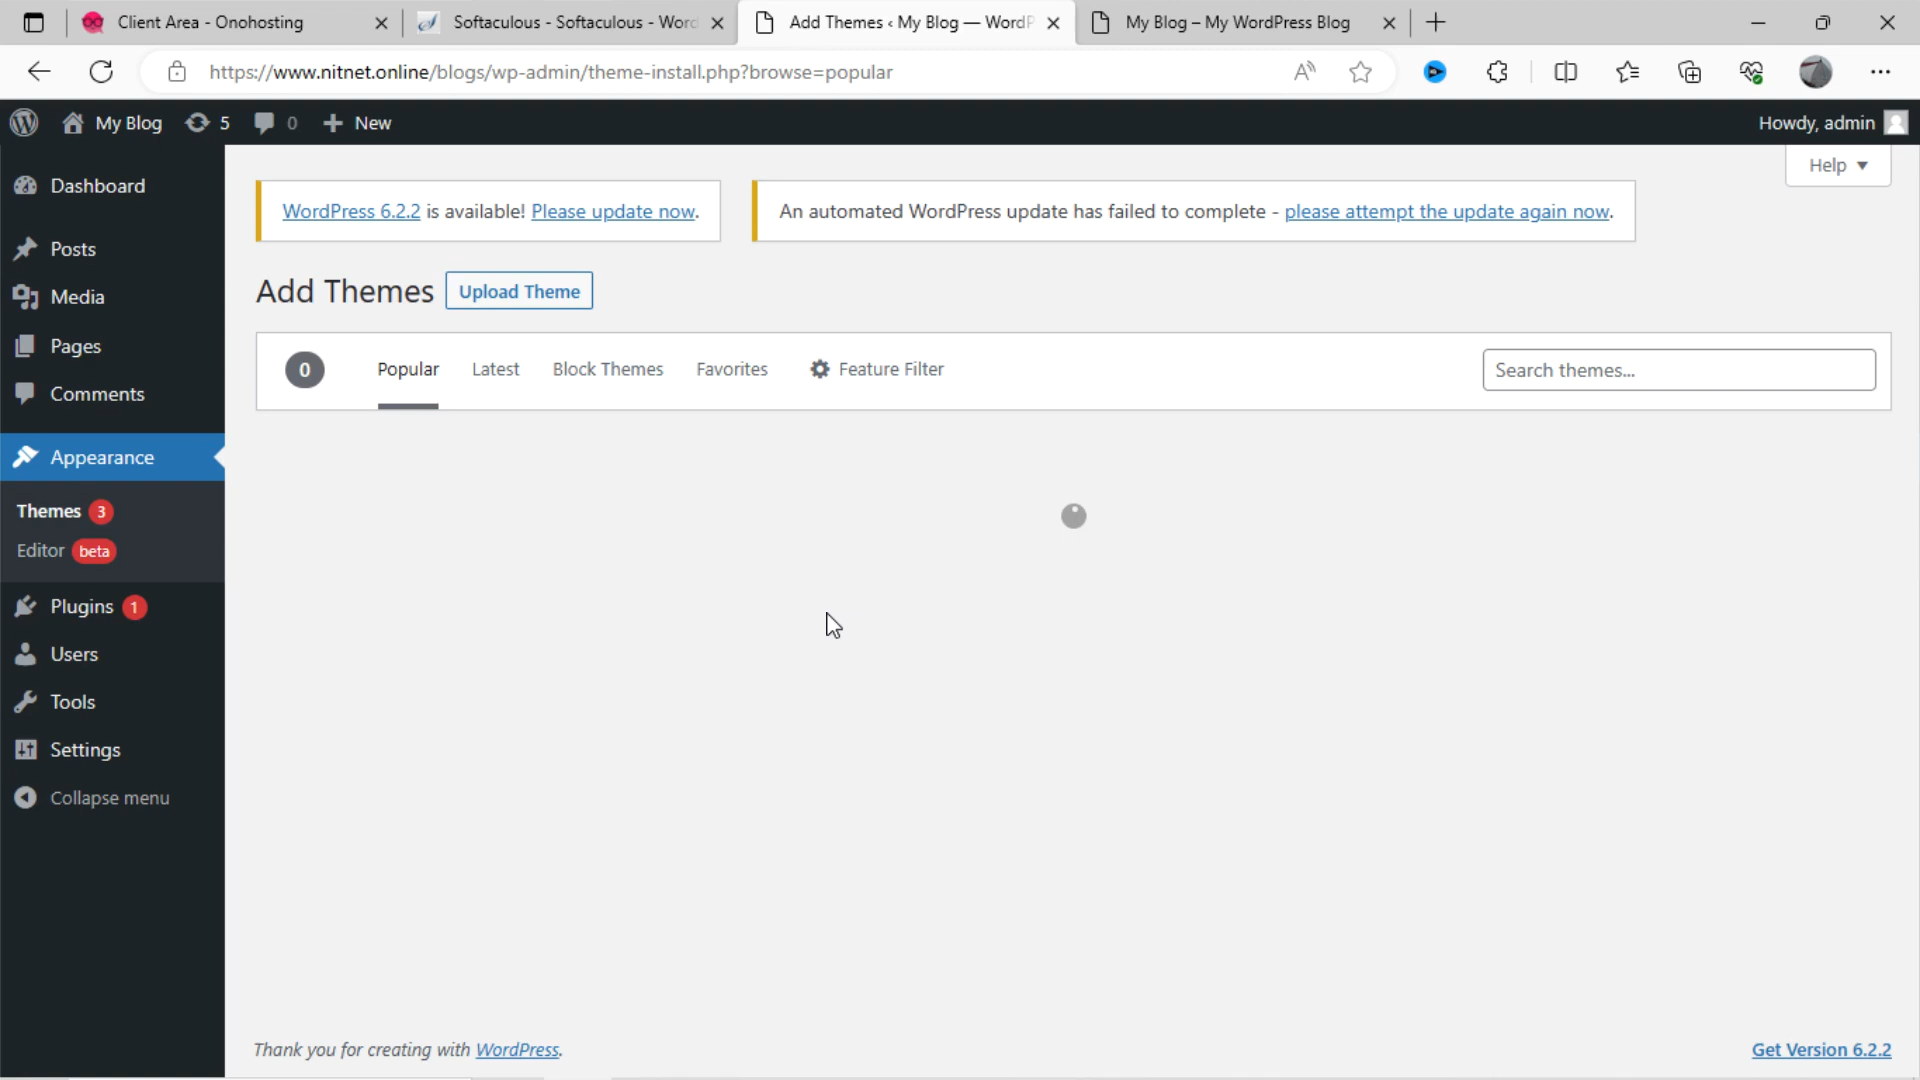 Client Area - Onohosting
Softaculous - Softaculous - Word
Add Themes ‹ My Blog — WordP
My Blog – My WordPress Blog
https://www.nitnet.online/blogs/wp-admin/theme-install.php?browse=popular
My Blog
5
0
New
Howdy, admin
Help
Dashboard
Posts
Media
Pages
Comments
Appearance
Themes 3
Editor beta
Plugins 1
Users
Tools
Settings
Collapse menu
WordPress 6.2.2 is available! Please update now.
An automated WordPress update has failed to complete - please attempt the update again now.
Add Themes
Upload Theme
0
Popular
Latest
Block Themes
Favorites
Feature Filter
Search themes...
Thank you for creating with WordPress.
Get Version 6.2.2